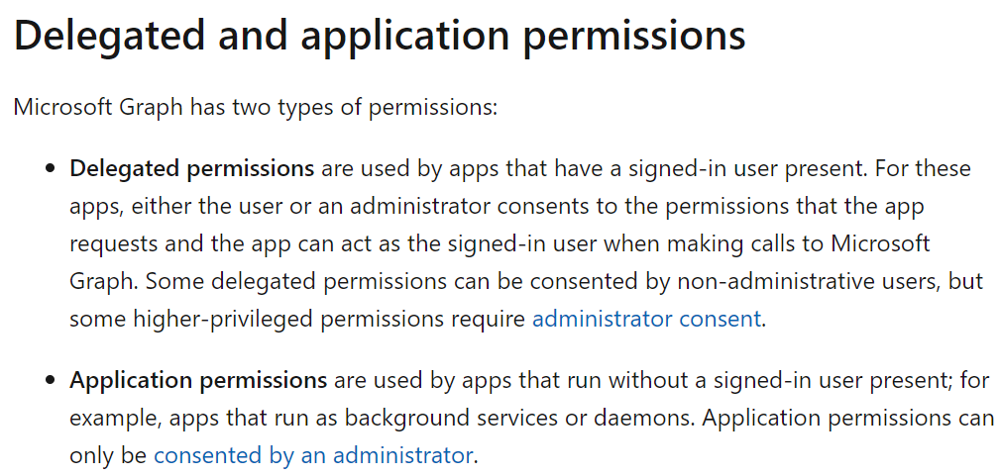 Delegated and application permissions
Microsoft Graph has two types of permissions:
• Delegated permissions are used by apps that have a signed-in user present. For these
apps, either the user or an administrator consents to the permissions that the app
requests and the app can act as the signed-in user when making calls to Microsoft
Graph. Some delegated permissions can be consented by non-administrative users, but
some higher-privileged permissions require administrator consent.
• Application permissions are used by apps that run without a signed-in user present; for
example, apps that run as background services or daemons. Application permissions can
only be consented by an administrator.